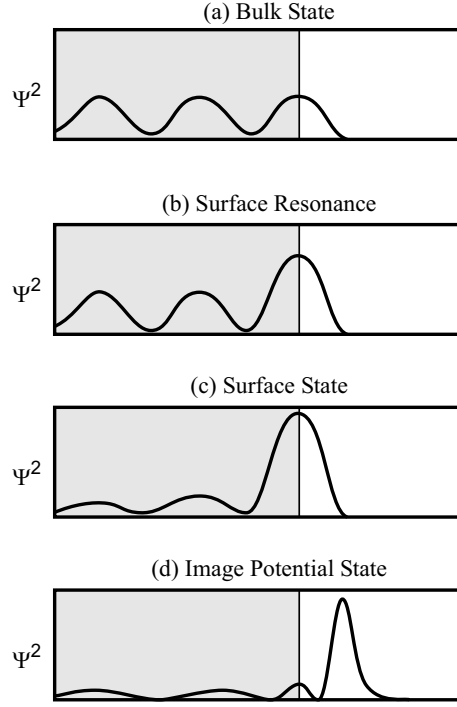 (a) Bulk State
Ψ²
(b) Surface Resonance
Ψ²
(c) Surface State
Ψ²
(d) Image Potential State
Ψ²